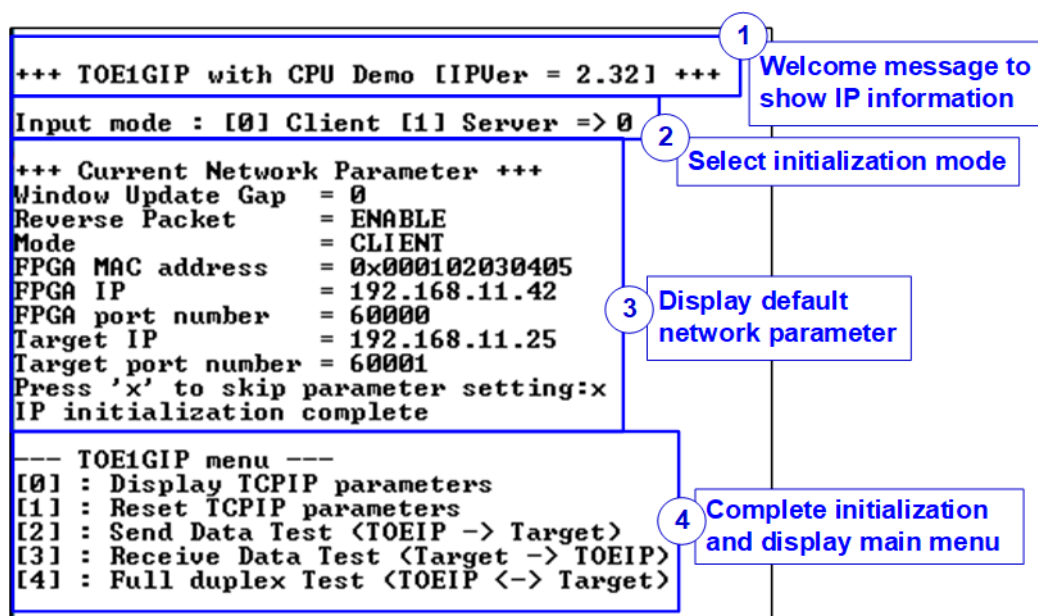 +++ TOE1GIP with CPU Demo [IPVer = 2.32] +++
1
Welcome message to
show IP information
Input mode : [0] Client [1] Server => 0
2
Select initialization mode
+++ Current Network Parameter +++
Window Update Gap = 0
Reverse Packet = ENABLE
Mode = CLIENT
FPGA MAC address = 0x000102030405
FPGA IP = 192.168.11.42
FPGA port number = 60000
Target IP = 192.168.11.25
Target port number = 60001
Press 'x' to skip parameter setting:x
IP initialization complete
3
Display default
network parameter
--- TOE1GIP menu ---
[0] : Display TCPIP parameters
[1] : Reset TCPIP parameters
[2] : Send Data Test (TOEIP -> Target)
[3] : Receive Data Test (Target -> TOEIP)
[4] : Full duplex Test (TOEIP <-> Target)
4
Complete initialization
and display main menu